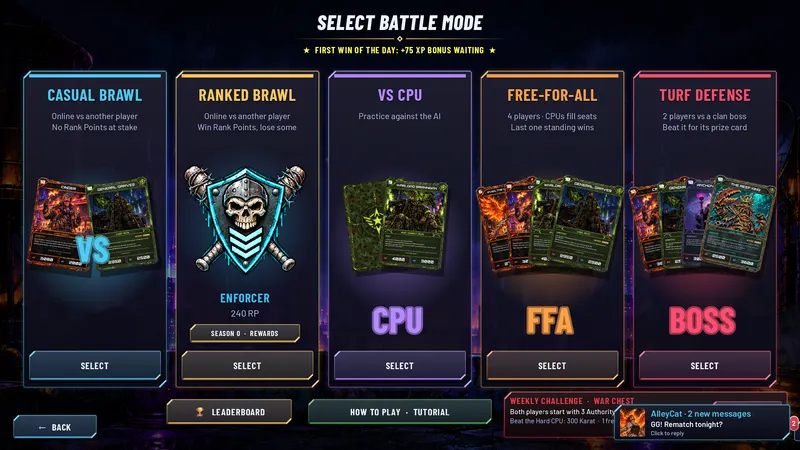 SELECT BATTLE MODE
★ FIRST WIN OF THE DAY: +75 XP BONUS WAITING ★
CASUAL BRAWL
Online vs another player
No Rank Points at stake
VS
SELECT
RANKED BRAWL
Online vs another player
Win Rank Points, lose some
ENFORCER
240 RP
SEASON 0 · REWARDS
SELECT
VS CPU
Practice against the AI
CPU
SELECT
FREE-FOR-ALL
4 players · CPUs fill seats
Last one standing wins
GENERAL GRAVES
FFA
SELECT
TURF DEFENSE
2 players vs a clan boss
Beat it for its prize card
BOSS
SELECT
← BACK
LEADERBOARD
HOW TO PLAY · TUTORIAL
WEEKLY CHALLENGE · WAR CHEST
Both players start with 3 Authority
Beat the Hard CPU: 300 Karat · 1 fre
AlleyCat · 2 new messages
GG! Rematch tonight?
Click to reply
2